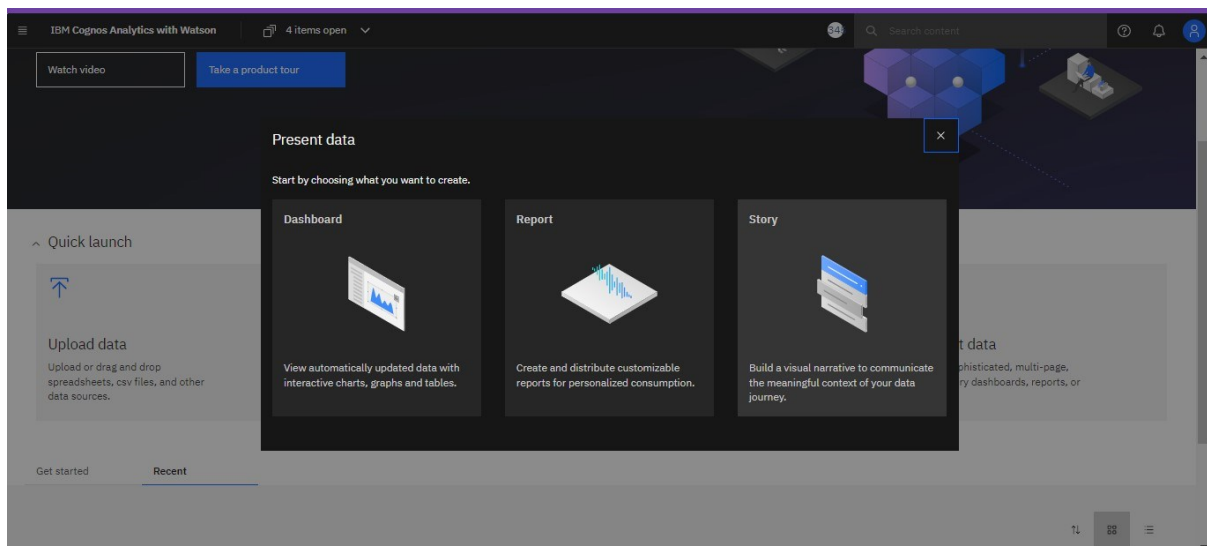 IBM Cognos Analytics with Watson
4 items open
34
Search content
Watch video
Take a product tour
Present data
Start by choosing what you want to create.
Dashboard
View automatically updated data with
interactive charts, graphs and tables.
Report
Create and distribute customizable
reports for personalized consumption.
Story
Build a visual narrative to communicate
the meaningful context of your data
journey.
Quick launch
Upload data
Upload or drag and drop
spreadsheets, csv files, and other
data sources.
t data
phisticated, multi-page,
ry dashboards, reports, or
Get started
Recent